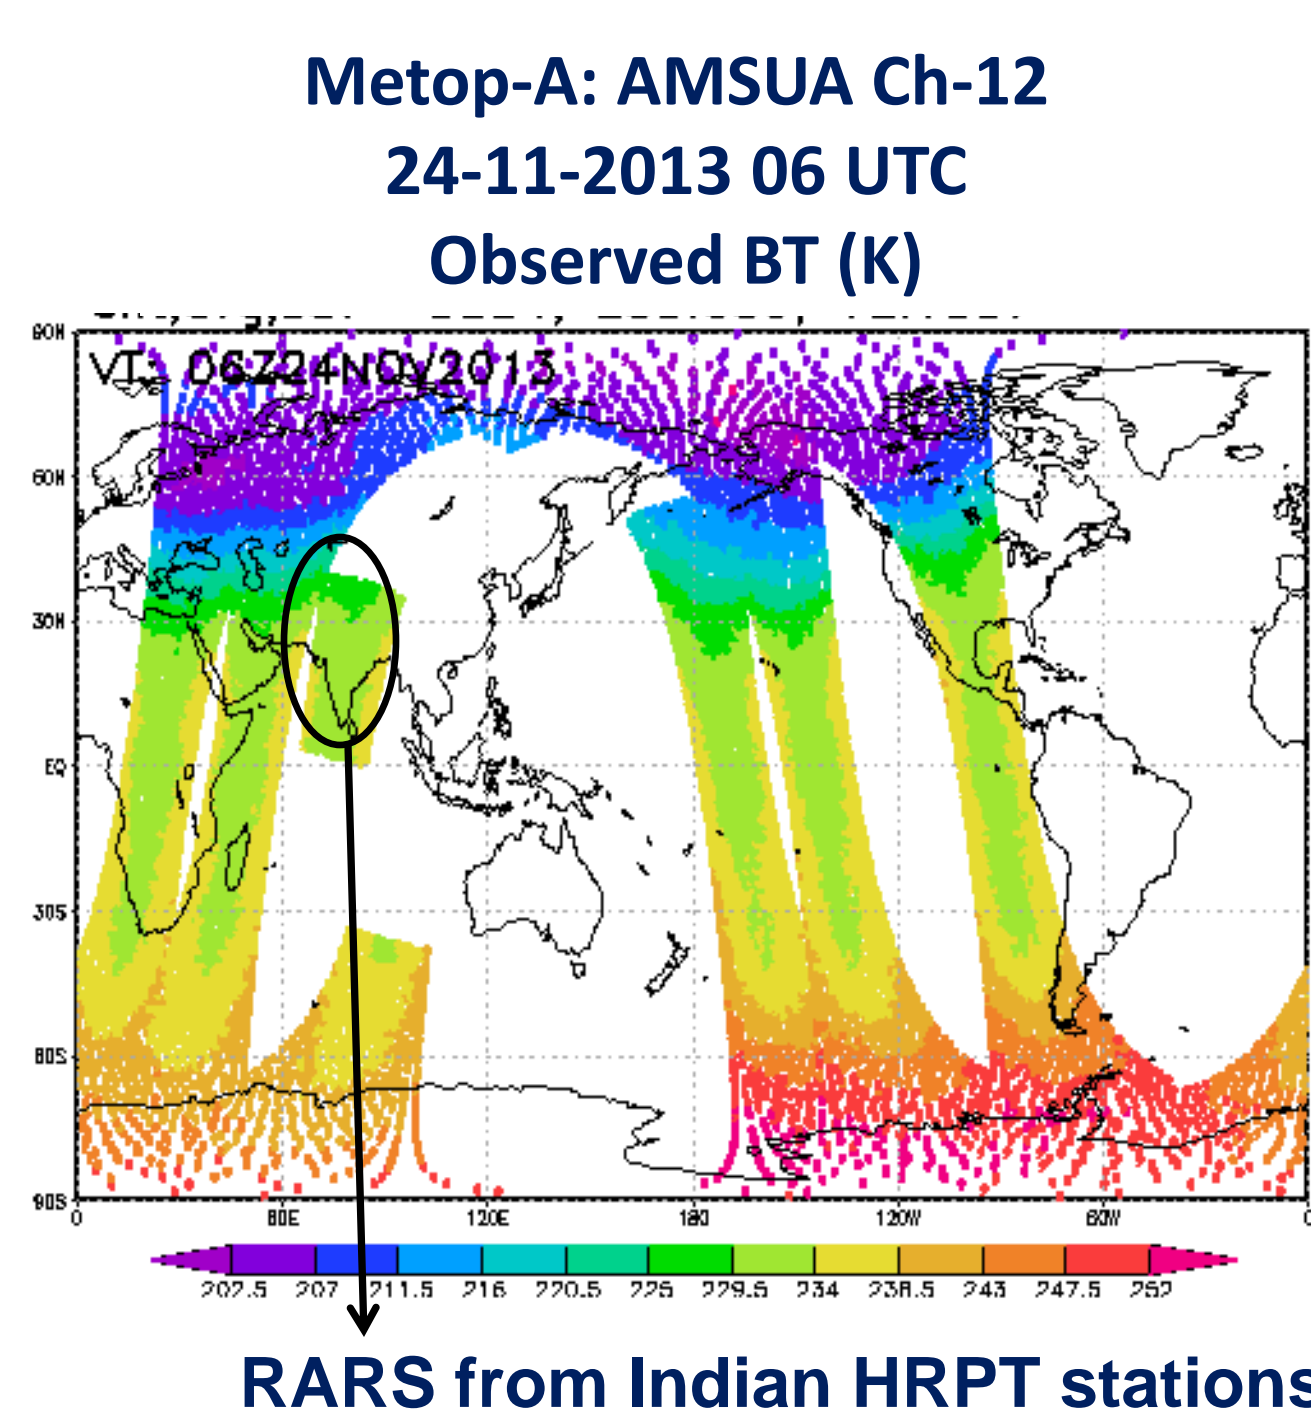 Metop-A: AMSUA Ch-12
24-11-2013 06 UTC
Observed BT (K)
90N
VT: 06Z24NOV2013
60N
30N
EQ
30S
60S
90S
0 60E 120E 180 120W 60W
202.5 207 211.5 216 220.5 225 229.5 234 238.5 243 247.5 252
RARS from Indian HRPT stations